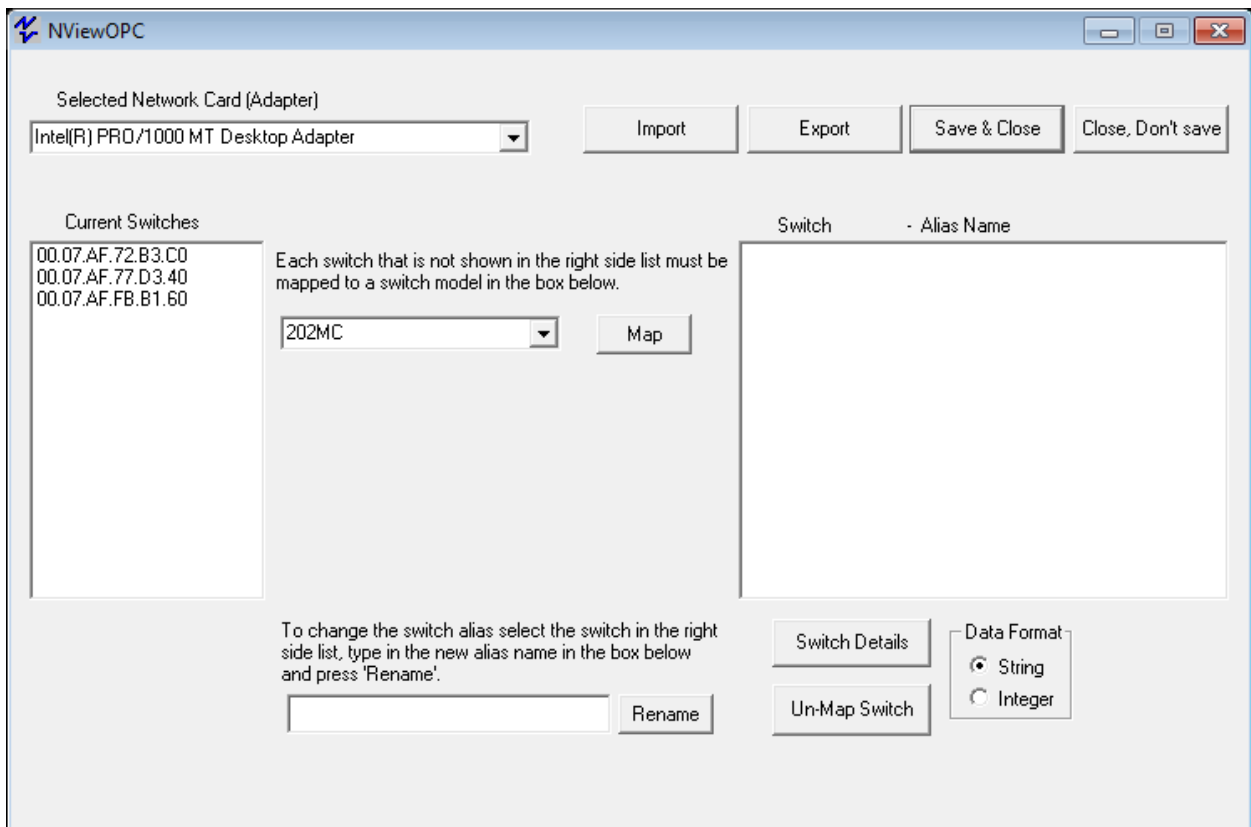 NViewOPC
Selected Network Card (Adapter)
Intel(R) PRO/1000 MT Desktop Adapter
Import
Export
Save & Close
Close, Don't save
Current Switches
00.07.AF.72.B3.C0
00.07.AF.77.D3.40
00.07.AF.FB.B1.60
Each switch that is not shown in the right side list must be
mapped to a switch model in the box below.
202MC
Map
Switch - Alias Name
To change the switch alias select the switch in the right
side list, type in the new alias name in the box below
and press 'Rename'.
Rename
Switch Details
Un-Map Switch
Data Format
String
Integer